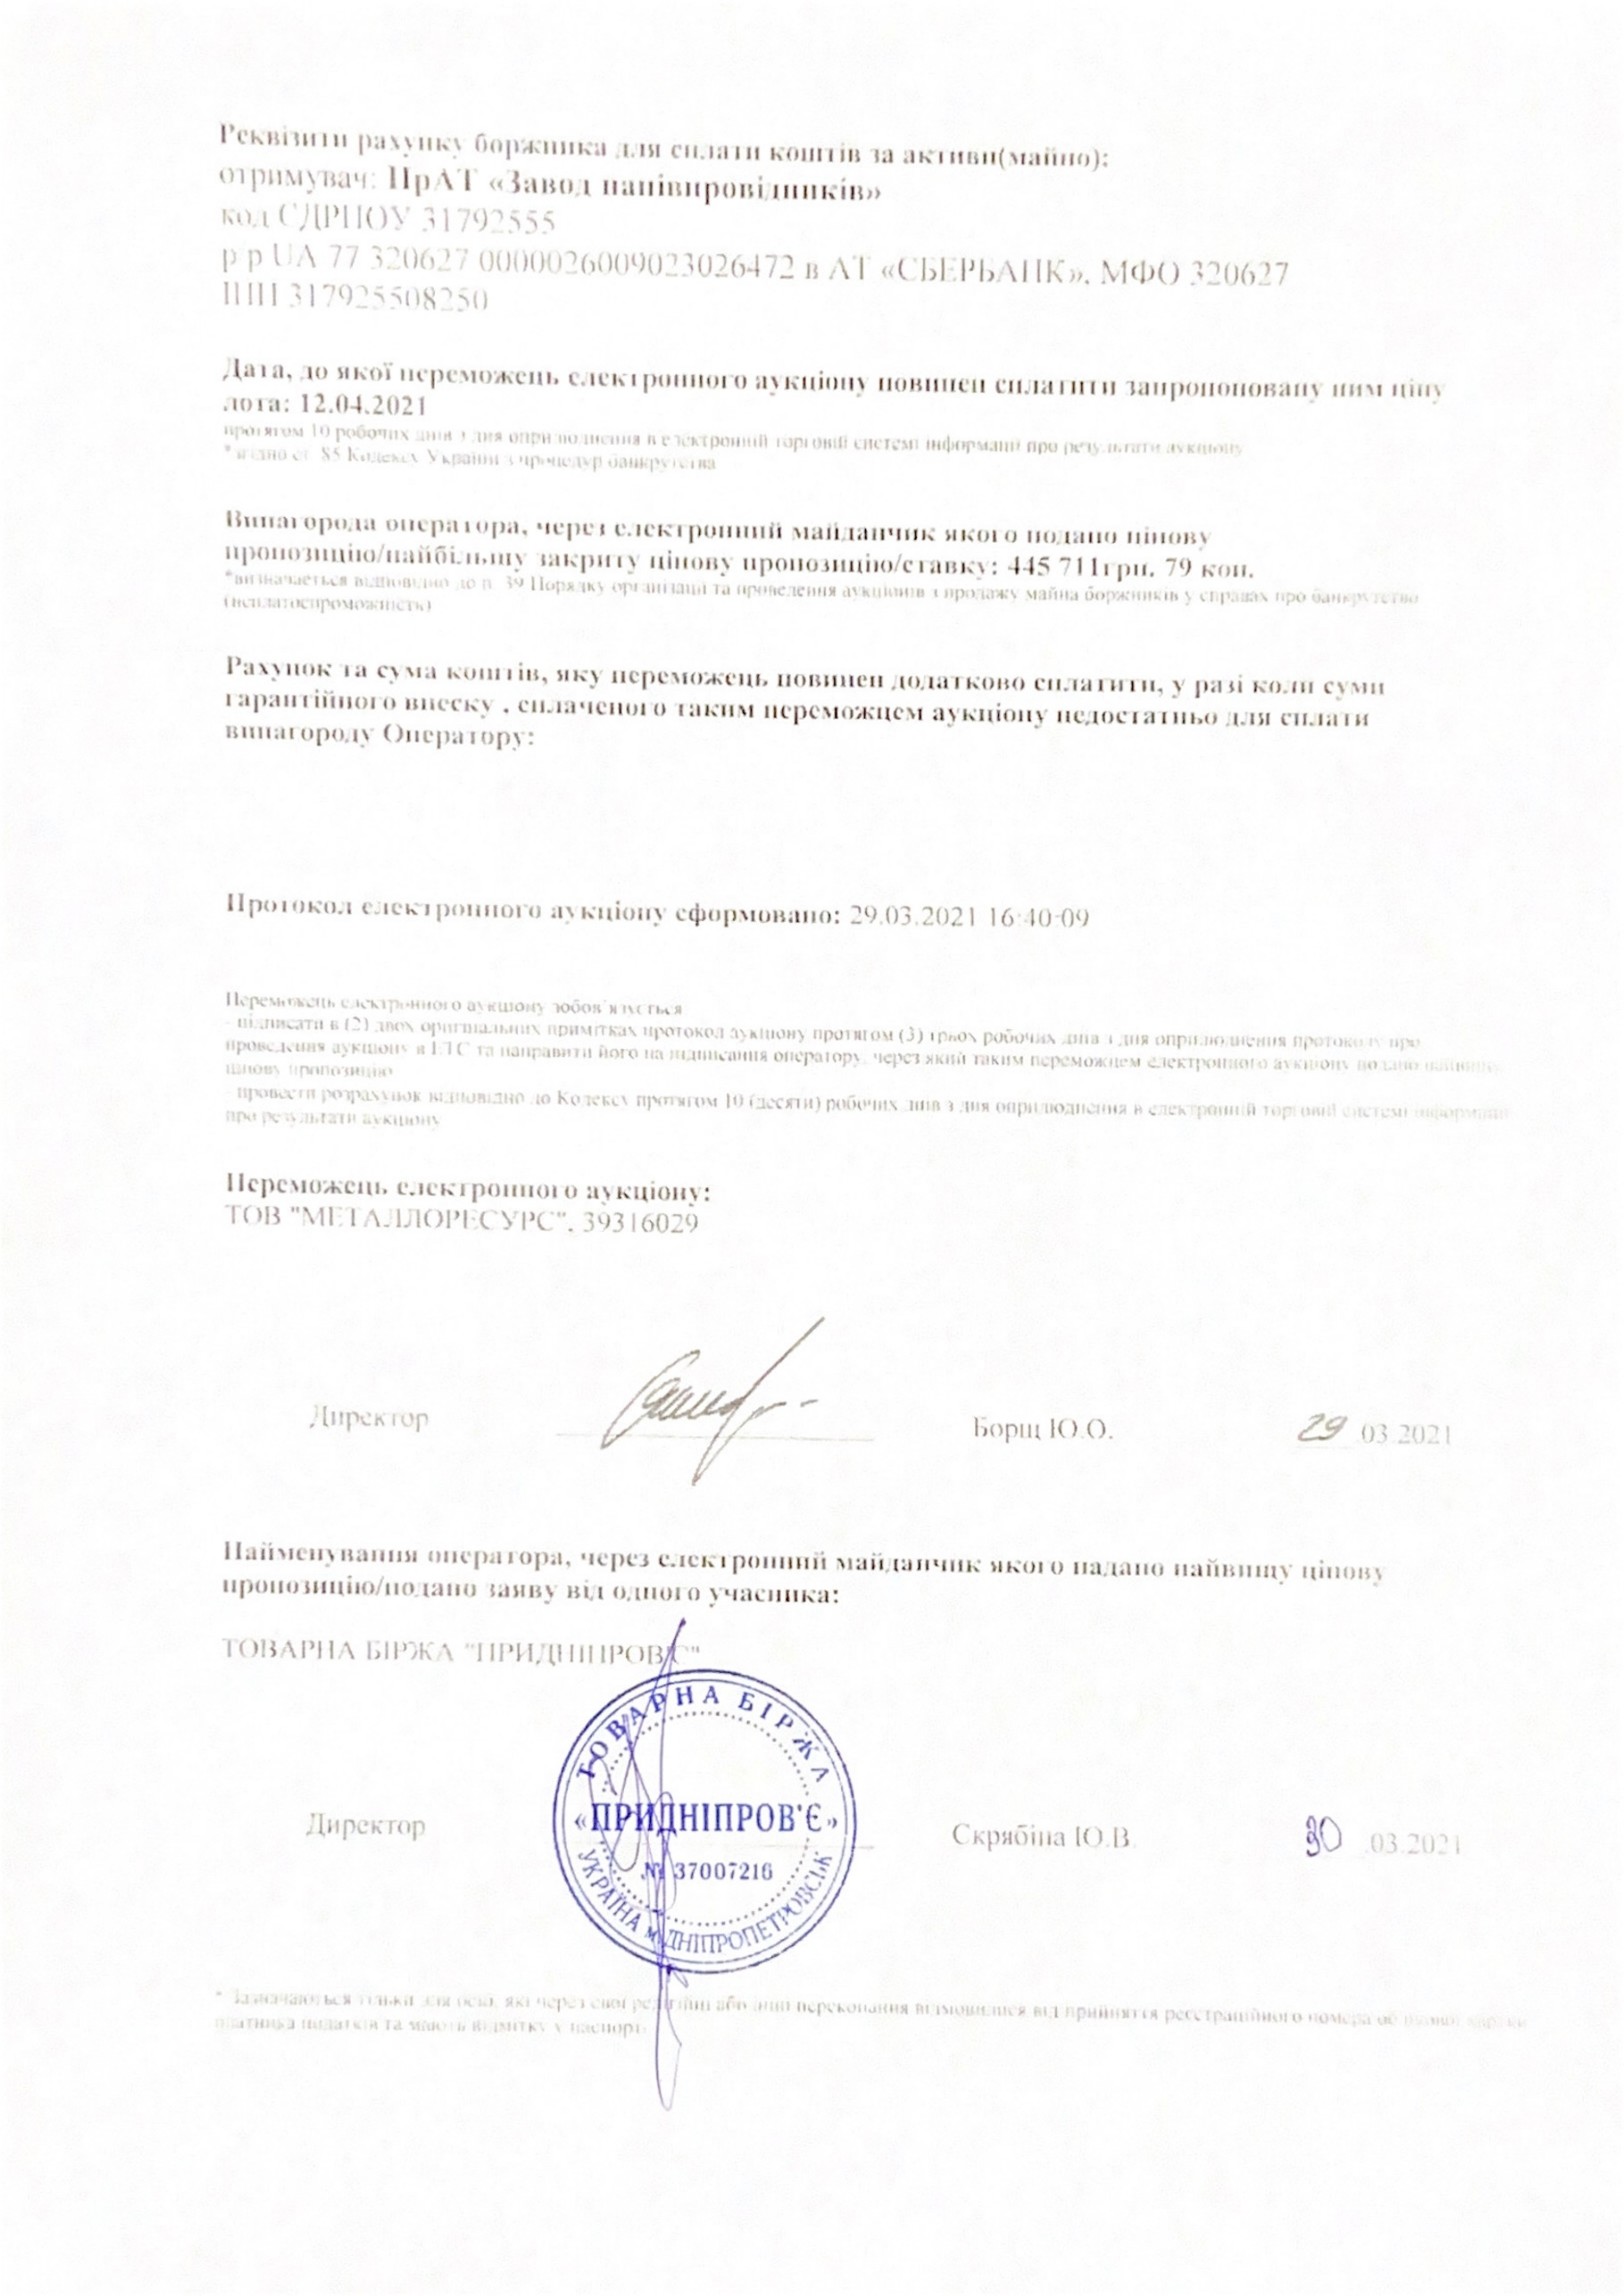 Реквізити рахунку боржника для сплати коштів за активи(майно):
отримувач: ПрАТ «Завод напівпровідників»
код ЄДРПОУ 31792555
р/р UA 77 320627 0000026009023026472 в АТ «СБЕРБАНК», МФО 320627
ІПН 317925508250
Дата, до якої переможець електронного аукціону повинен сплатити запропоновану ним ціну
лота: 12.04.2021
протягом 10 робочих днів з дня оприлюднення в електронній торговій системі інформації про результати аукціону
*згідно ст. 85 Кодексу України з процедур банкрутства
Винагорода оператора, через електронний майданчик якого подано цінову
пропозицію/найбільшу закриту цінову пропозицію/ставку: 445 711грн. 79 коп.
*визначається відповідно до п. 39 Порядку організації та проведення аукціонів з продажу майна боржників у справах про банкрутство
(неплатоспроможність)
Рахунок та сума коштів, яку переможець повинен додатково сплатити, у разі коли суми
гарантійного внеску , сплаченого таким переможцем аукціону недостатньо для сплати
винагороду Оператору:
Протокол електронного аукціону сформовано: 29.03.2021 16:40:09
Переможець електронного аукціону зобов'язується
- підписати в (2) двох оригінальних примітках протокол аукціону протягом (3) трьох робочих днів з дня оприлюднення протоколу про
проведення аукціону в ЕТС та направити його на підписання оператору, через який таким переможцем електронного аукціону подано найвищу
цінову пропозицію
- провести розрахунок відповідно до Кодексу протягом 10 (десяти) робочих днів з дня оприлюднення в електронній торговій системі інформації
про результати аукціону
Переможець електронного аукціону:
ТОВ "МЕТАЛЛОРЕСУРС", 39316029
Директор Борщ Ю.О. 29 .03.2021
Найменування оператора, через електронний майданчик якого надано найвищу цінову
пропозицію/подано заяву від одного учасника:
ТОВАРНА БІРЖА "ПРИДНІПРОВ'Є"
ТОВАРНА БІРЖА
«ПРИДНІПРОВ'Є»
№ 37007216
УКРАЇНА м.ДНІПРОПЕТРОВСЬК
Директор Скрябіна Ю.В. 30 .03.2021
* Зазначаються тільки для осіб, які через свої релігійні або інші переконання відмовилися від прийняття реєстраційного номера облікової картки
платника податків та мають відмітку у паспорті